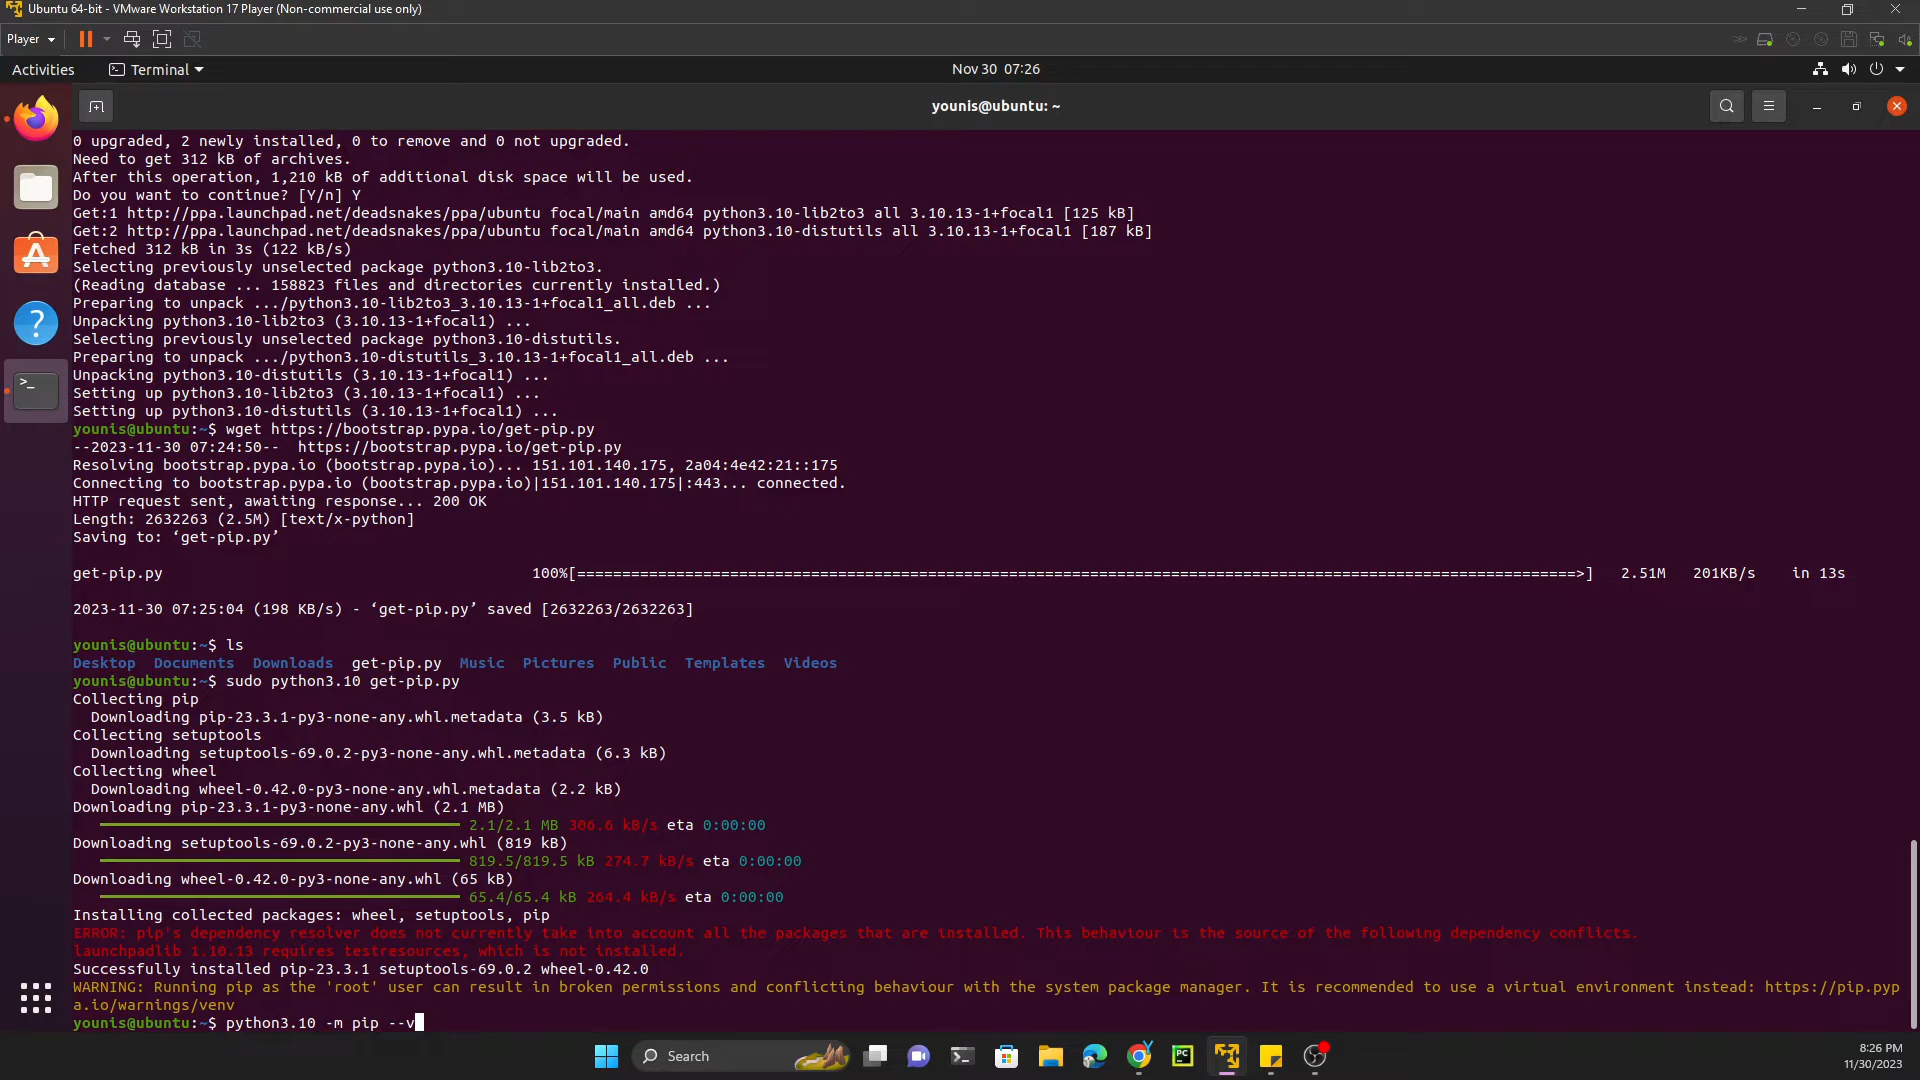 Ubuntu 64-bit - VMware Workstation 17 Player (Non-commercial use only)
Player
Activities
Terminal
Nov 30 07:26
younis@ubuntu: ~
0 upgraded, 2 newly installed, 0 to remove and 0 not upgraded.
Need to get 312 kB of archives.
After this operation, 1,210 kB of additional disk space will be used.
Do you want to continue? [Y/n] Y
Get:1 http://ppa.launchpad.net/deadsnakes/ppa/ubuntu focal/main amd64 python3.10-lib2to3 all 3.10.13-1+focal1 [125 kB]
Get:2 http://ppa.launchpad.net/deadsnakes/ppa/ubuntu focal/main amd64 python3.10-distutils all 3.10.13-1+focal1 [187 kB]
Fetched 312 kB in 3s (122 kB/s)
Selecting previously unselected package python3.10-lib2to3.
(Reading database ... 158823 files and directories currently installed.)
Preparing to unpack .../python3.10-lib2to3_3.10.13-1+focal1_all.deb ...
Unpacking python3.10-lib2to3 (3.10.13-1+focal1) ...
Selecting previously unselected package python3.10-distutils.
Preparing to unpack .../python3.10-distutils_3.10.13-1+focal1_all.deb ...
Unpacking python3.10-distutils (3.10.13-1+focal1) ...
Setting up python3.10-lib2to3 (3.10.13-1+focal1) ...
Setting up python3.10-distutils (3.10.13-1+focal1) ...
younis@ubuntu:~$ wget https://bootstrap.pypa.io/get-pip.py
--2023-11-30 07:24:50--  https://bootstrap.pypa.io/get-pip.py
Resolving bootstrap.pypa.io (bootstrap.pypa.io)... 151.101.140.175, 2a04:4e42:21::175
Connecting to bootstrap.pypa.io (bootstrap.pypa.io)|151.101.140.175|:443... connected.
HTTP request sent, awaiting response... 200 OK
Length: 2632263 (2.5M) [text/x-python]
Saving to: ‘get-pip.py’
get-pip.py 100%[===============================================================================================================>] 2.51M 201KB/s in 13s
2023-11-30 07:25:04 (198 KB/s) - ‘get-pip.py’ saved [2632263/2632263]
younis@ubuntu:~$ ls
Desktop Documents Downloads get-pip.py Music Pictures Public Templates Videos
younis@ubuntu:~$ sudo python3.10 get-pip.py
Collecting pip
Downloading pip-23.3.1-py3-none-any.whl.metadata (3.5 kB)
Collecting setuptools
Downloading setuptools-69.0.2-py3-none-any.whl.metadata (6.3 kB)
Collecting wheel
Downloading wheel-0.42.0-py3-none-any.whl.metadata (2.2 kB)
Downloading pip-23.3.1-py3-none-any.whl (2.1 MB)
2.1/2.1 MB 306.6 kB/s eta 0:00:00
Downloading setuptools-69.0.2-py3-none-any.whl (819 kB)
819.5/819.5 kB 274.7 kB/s eta 0:00:00
Downloading wheel-0.42.0-py3-none-any.whl (65 kB)
65.4/65.4 kB 264.4 kB/s eta 0:00:00
Installing collected packages: wheel, setuptools, pip
ERROR: pip's dependency resolver does not currently take into account all the packages that are installed. This behaviour is the source of the following dependency conflicts.
launchpadlib 1.10.13 requires testresources, which is not installed.
Successfully installed pip-23.3.1 setuptools-69.0.2 wheel-0.42.0
WARNING: Running pip as the 'root' user can result in broken permissions and conflicting behaviour with the system package manager. It is recommended to use a virtual environment instead: https://pip.pyp
a.io/warnings/venv
younis@ubuntu:~$ python3.10 -m pip --v
Search
PC
8:26 PM
11/30/2023